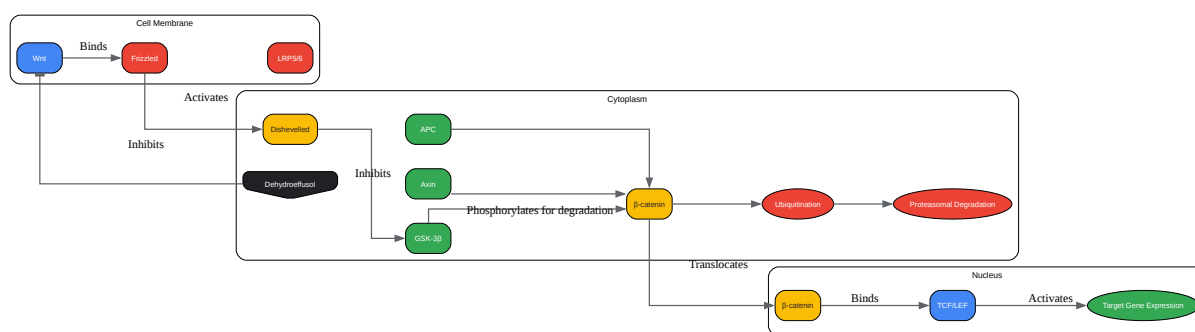 Cell Membrane
Wnt
Binds
Frizzled
LRP5/6
Activates
Cytoplasm
Dishevelled
APC
Inhibits
Dehydroeffusol
Inhibits
Axin
β-catenin
Ubiquitination
Proteasomal Degradation
Phosphorylates for degradation
GSK-3β
Translocates
Nucleus
β-catenin
Binds
TCF/LEF
Activates
Target Gene Expression